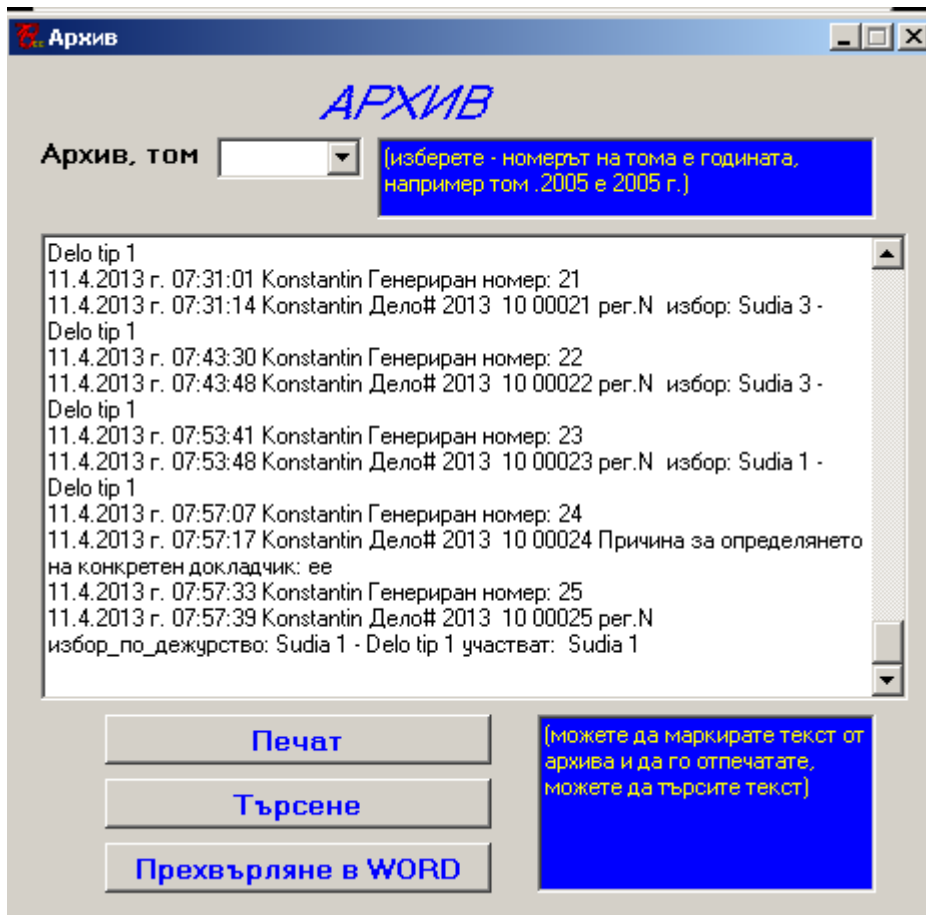 Архив
АРХИВ
Архив, том
(изберете - номерът на тома е годината,
например том .2005 е 2005 г.)
Delo tip 1
11.4.2013 г. 07:31:01 Konstantin Генериран номер: 21
11.4.2013 г. 07:31:14 Konstantin Дело# 2013  10 00021 рег.N  избор: Sudia 3 -
Delo tip 1
11.4.2013 г. 07:43:30 Konstantin Генериран номер: 22
11.4.2013 г. 07:43:48 Konstantin Дело# 2013  10 00022 рег.N  избор: Sudia 3 -
Delo tip 1
11.4.2013 г. 07:53:41 Konstantin Генериран номер: 23
11.4.2013 г. 07:53:48 Konstantin Дело# 2013  10 00023 рег.N  избор: Sudia 1 -
Delo tip 1
11.4.2013 г. 07:57:07 Konstantin Генериран номер: 24
11.4.2013 г. 07:57:17 Konstantin Дело# 2013  10 00024 Причина за определянето
на конкретен докладчик: ее
11.4.2013 г. 07:57:33 Konstantin Генериран номер: 25
11.4.2013 г. 07:57:39 Konstantin Дело# 2013  10 00025 рег.N
избор_по_дежурство: Sudia 1 - Delo tip 1 участват:  Sudia 1
Печат
Търсене
Прехвърляне в WORD
(можете да маркирате текст от
архива и да го отпечатате,
можете да търсите текст)